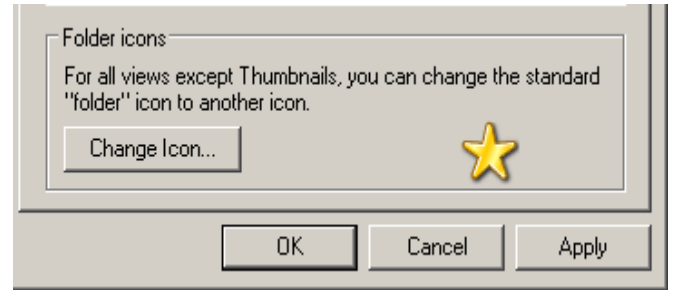 Folder icons
For all views except Thumbnails, you can change the standard
"folder" icon to another icon.
Change Icon...
OK Cancel Apply